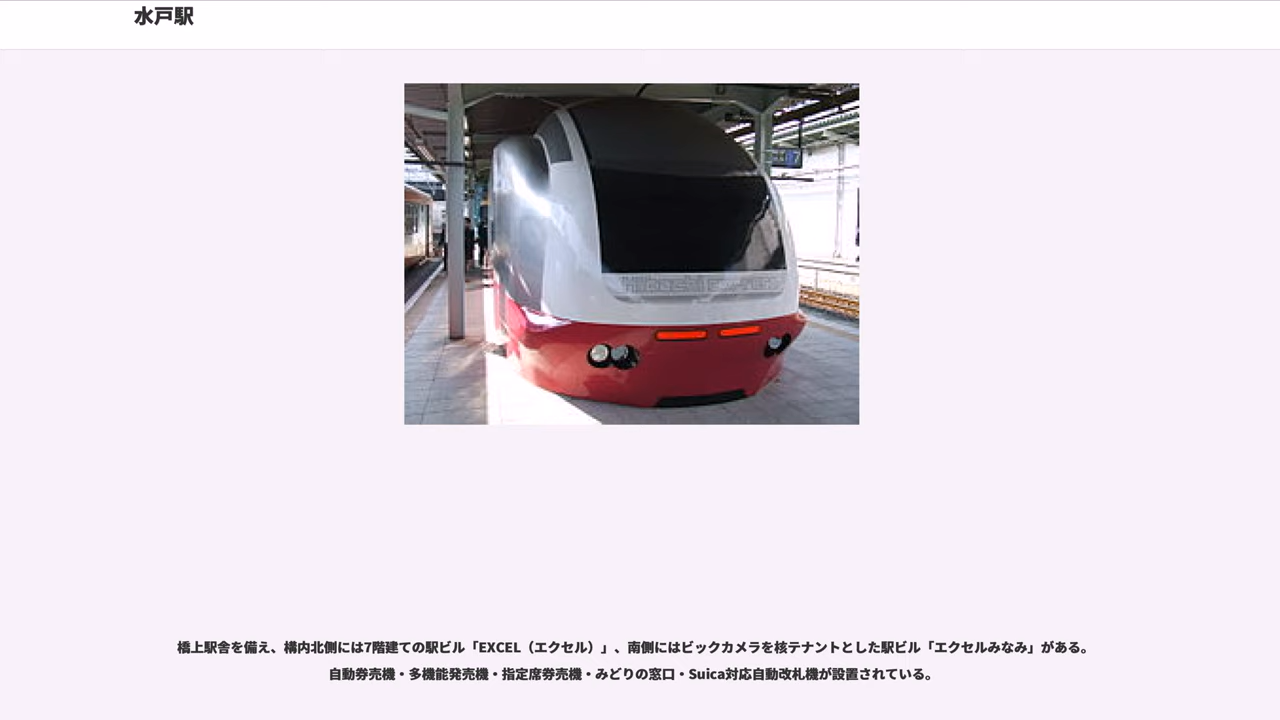 水戸駅
橋上駅舎を備え、構内北側には7階建ての駅ビル「EXCEL（エクセル）」、南側にはビックカメラを核テナントとした駅ビル「エクセルみなみ」がある。
自動券売機・多機能発売機・指定席券売機・みどりの窓口・Suica対応自動改札機が設置されている。